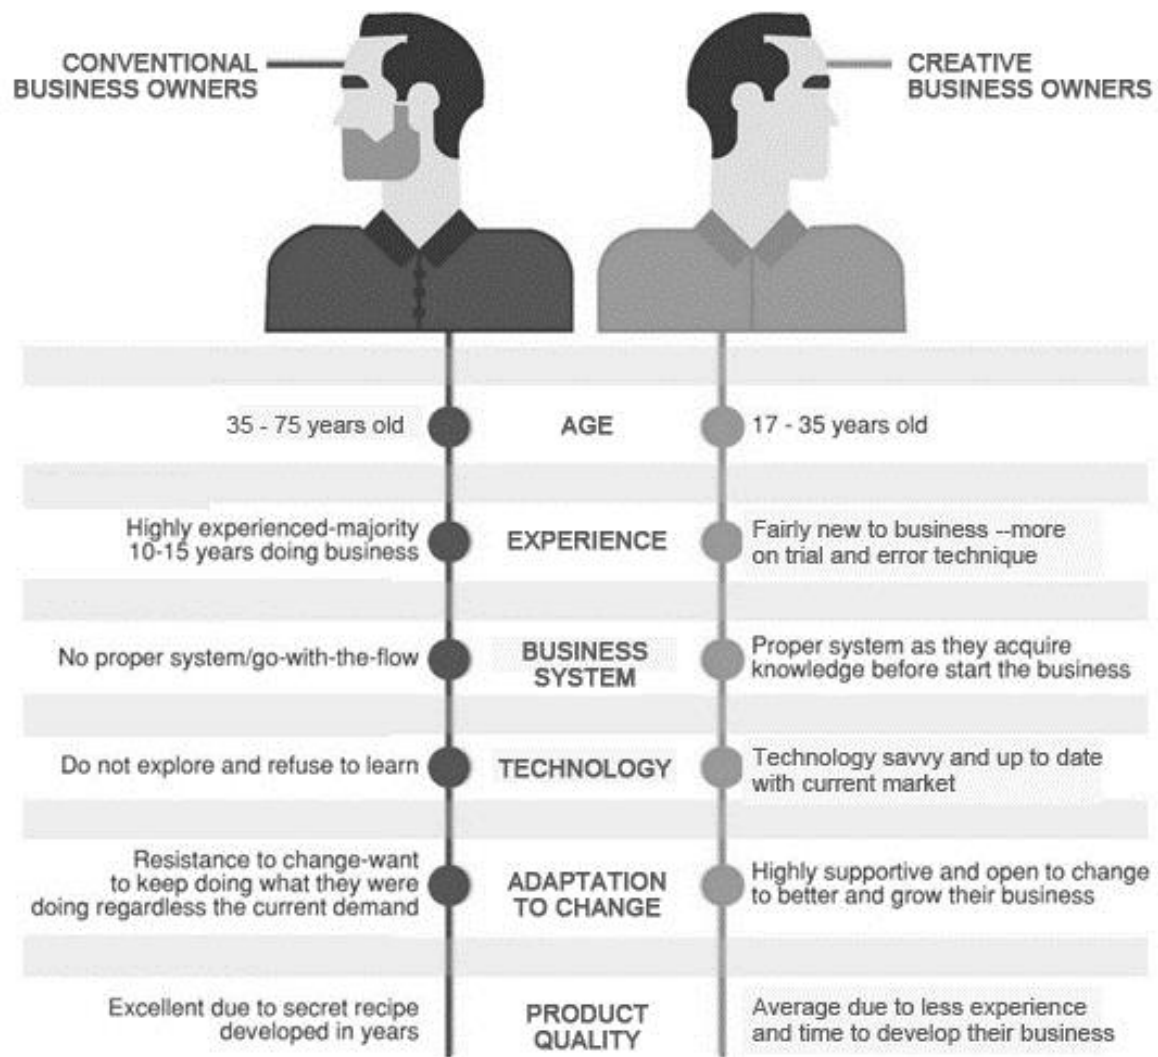 CONVENTIONAL
BUSINESS OWNERS
CREATIVE
BUSINESS OWNERS
35 - 75 years old
AGE
17 - 35 years old
Highly experienced-majority
10-15 years doing business
EXPERIENCE
Fairly new to business --more
on trial and error technique
No proper system/go-with-the-flow
BUSINESS
SYSTEM
Proper system as they acquire
knowledge before start the business
Do not explore and refuse to learn
TECHNOLOGY
Technology savvy and up to date
with current market
Resistance to change-want
to keep doing what they were
doing regardless the current demand
ADAPTATION
TO CHANGE
Highly supportive and open to change
to better and grow their business
Excellent due to secret recipe
developed in years
PRODUCT
QUALITY
Average due to less experience
and time to develop their business